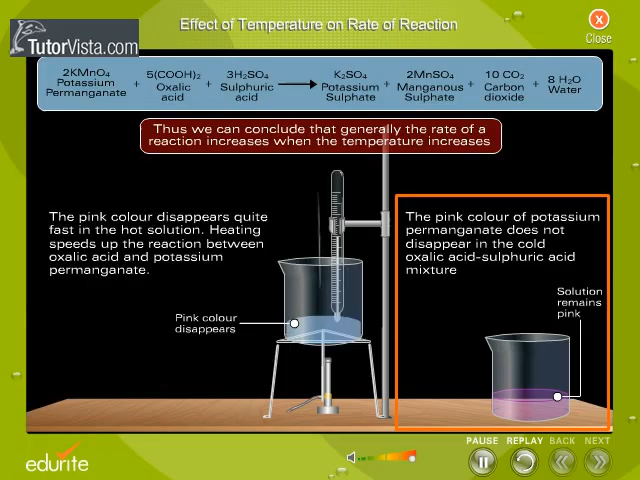 Effect of Temperature on Rate of Reaction
Close
TutorVista.com
2KMnO4 + 5(COOH)2 + 3H2SO4 → K2SO4 + 2MnSO4 + 10 CO2 + 8 H2O
Potassium Permanganate
Oxalic acid
Sulphuric acid
Potassium Sulphate
Manganous Sulphate
Carbon dioxide
Water
Thus we can conclude that generally the rate of a
reaction increases when the temperature increases
The pink colour disappears quite
fast in the hot solution. Heating
speeds up the reaction between
oxalic acid and potassium
permanganate.
Pink colour
disappears
The pink colour of potassium
permanganate does not
disappear in the cold
oxalic acid-sulphuric acid
mixture
Solution
remains
pink
PAUSE REPLAY BACK NEXT
edurite